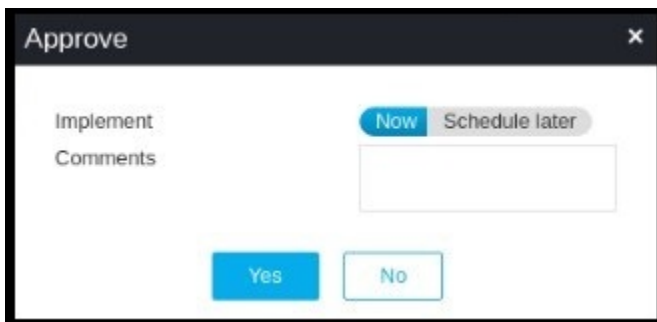 Approve ×
Implement Now Schedule later
Comments
Yes No